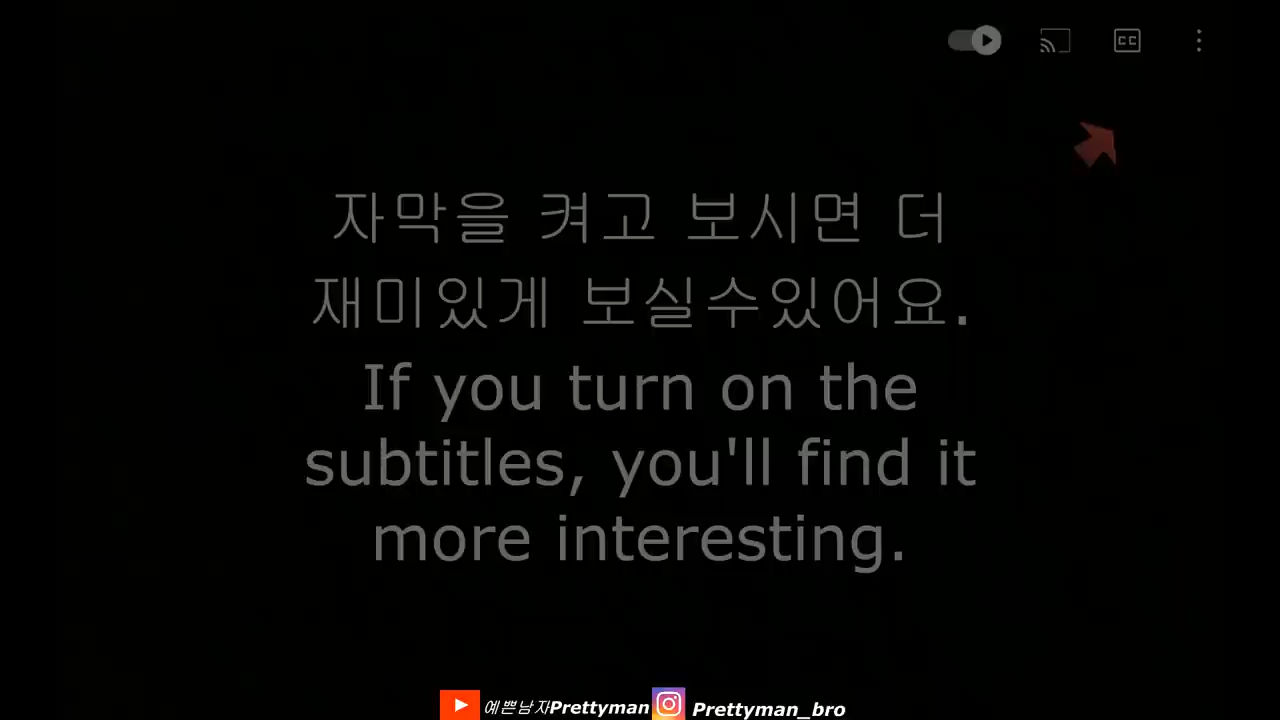 CC
자막을 켜고 보시면 더
재미있게 보실수있어요.
If you turn on the
subtitles, you'll find it
more interesting.
예쁜남자Prettyman Prettyman_bro